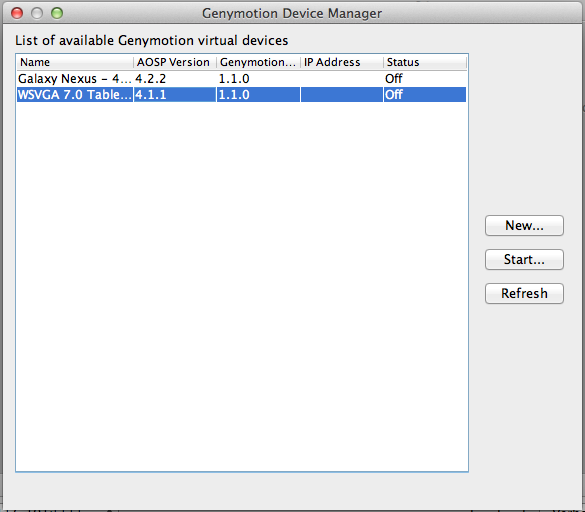 Genymotion Device Manager
List of available Genymotion virtual devices
Name AOSP Version Genymotion... IP Address Status
Galaxy Nexus – 4... 4.2.2 1.1.0 Off
WSVGA 7.0 Table... 4.1.1 1.1.0 Off
New...
Start...
Refresh